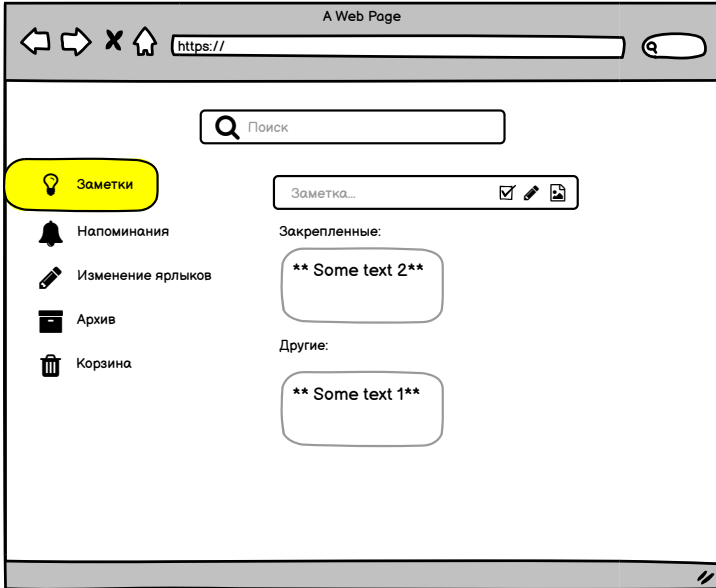 A Web Page
https://
Поиск
Заметки
Заметка...
Напоминания
Закрепленные:
Изменение ярлыков
** Some text 2**
Архив
Другие:
Корзина
** Some text 1**